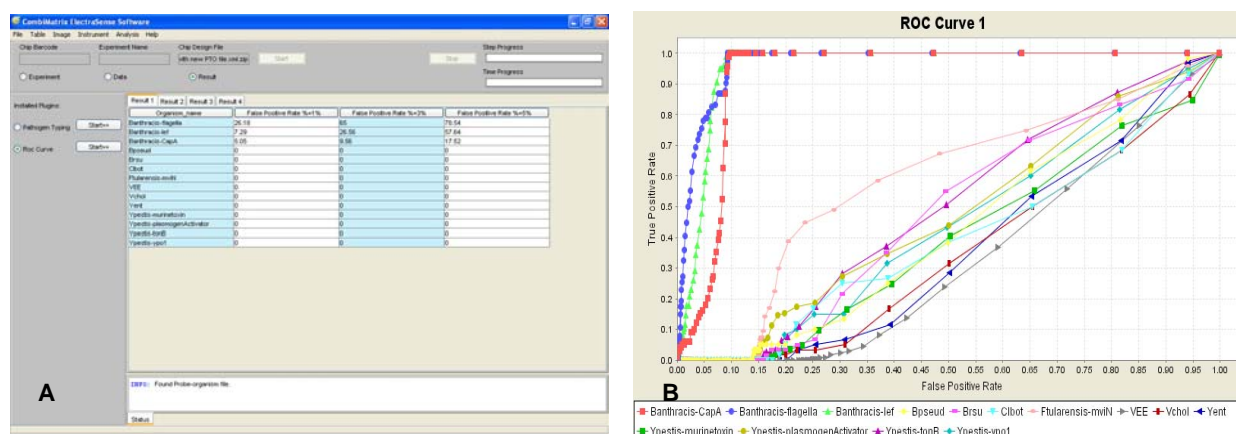 CombiMatrix ElectraSense Software
File Table Image Instrument Analysis Help
Chip Barcode Experiment Name Chip Design File Step Progress
with new PTO file.xml.zip Start Stop
Time Progress
Experiment Data Result
Installed Plugins:
Pathogen Typing Start>>
Roc Curve Start>>
Result 1 Result 2 Result 3 Result 4
Organism_name False Positive Rate %=1% False Positive Rate %=3% False Positive Rate %=5%
Banthracis-flagella 26.18 65 78.54
Banthracis-lef 7.29 26.56 57.64
Banthracis-CapA 5.05 9.56 17.52
Bpseud 0 0 0
Brsu 0 0 0
Clbot 0 0 0
Ftularensis-mviN 0 0 0
VEE 0 0 0
Vchol 0 0 0
Yent 0 0 0
Ypestis-murinetoxin 0 0 0
Ypestis-plasmogenActivator 0 0 0
Ypestis-tonB 0 0 0
Ypestis-ypo1 0 0 0
INFO: Found Probe-organism file.
Status
A
ROC Curve 1
True Positive Rate
1.0
0.9
0.8
0.7
0.6
0.5
0.4
0.3
0.2
0.1
0.0
0.00 0.05 0.10 0.15 0.20 0.25 0.30 0.35 0.40 0.45 0.50 0.55 0.60 0.65 0.70 0.75 0.80 0.85 0.90 0.95 1.00
False Positive Rate
B
Banthracis-CapA Banthracis-flagella Banthracis-lef Bpseud Brsu Clbot Ftularensis-mviN VEE Vchol Yent
Ypestis-murinetoxin Ypestis-plasmogenActivator Ypestis-tonB Ypestis-ypo1